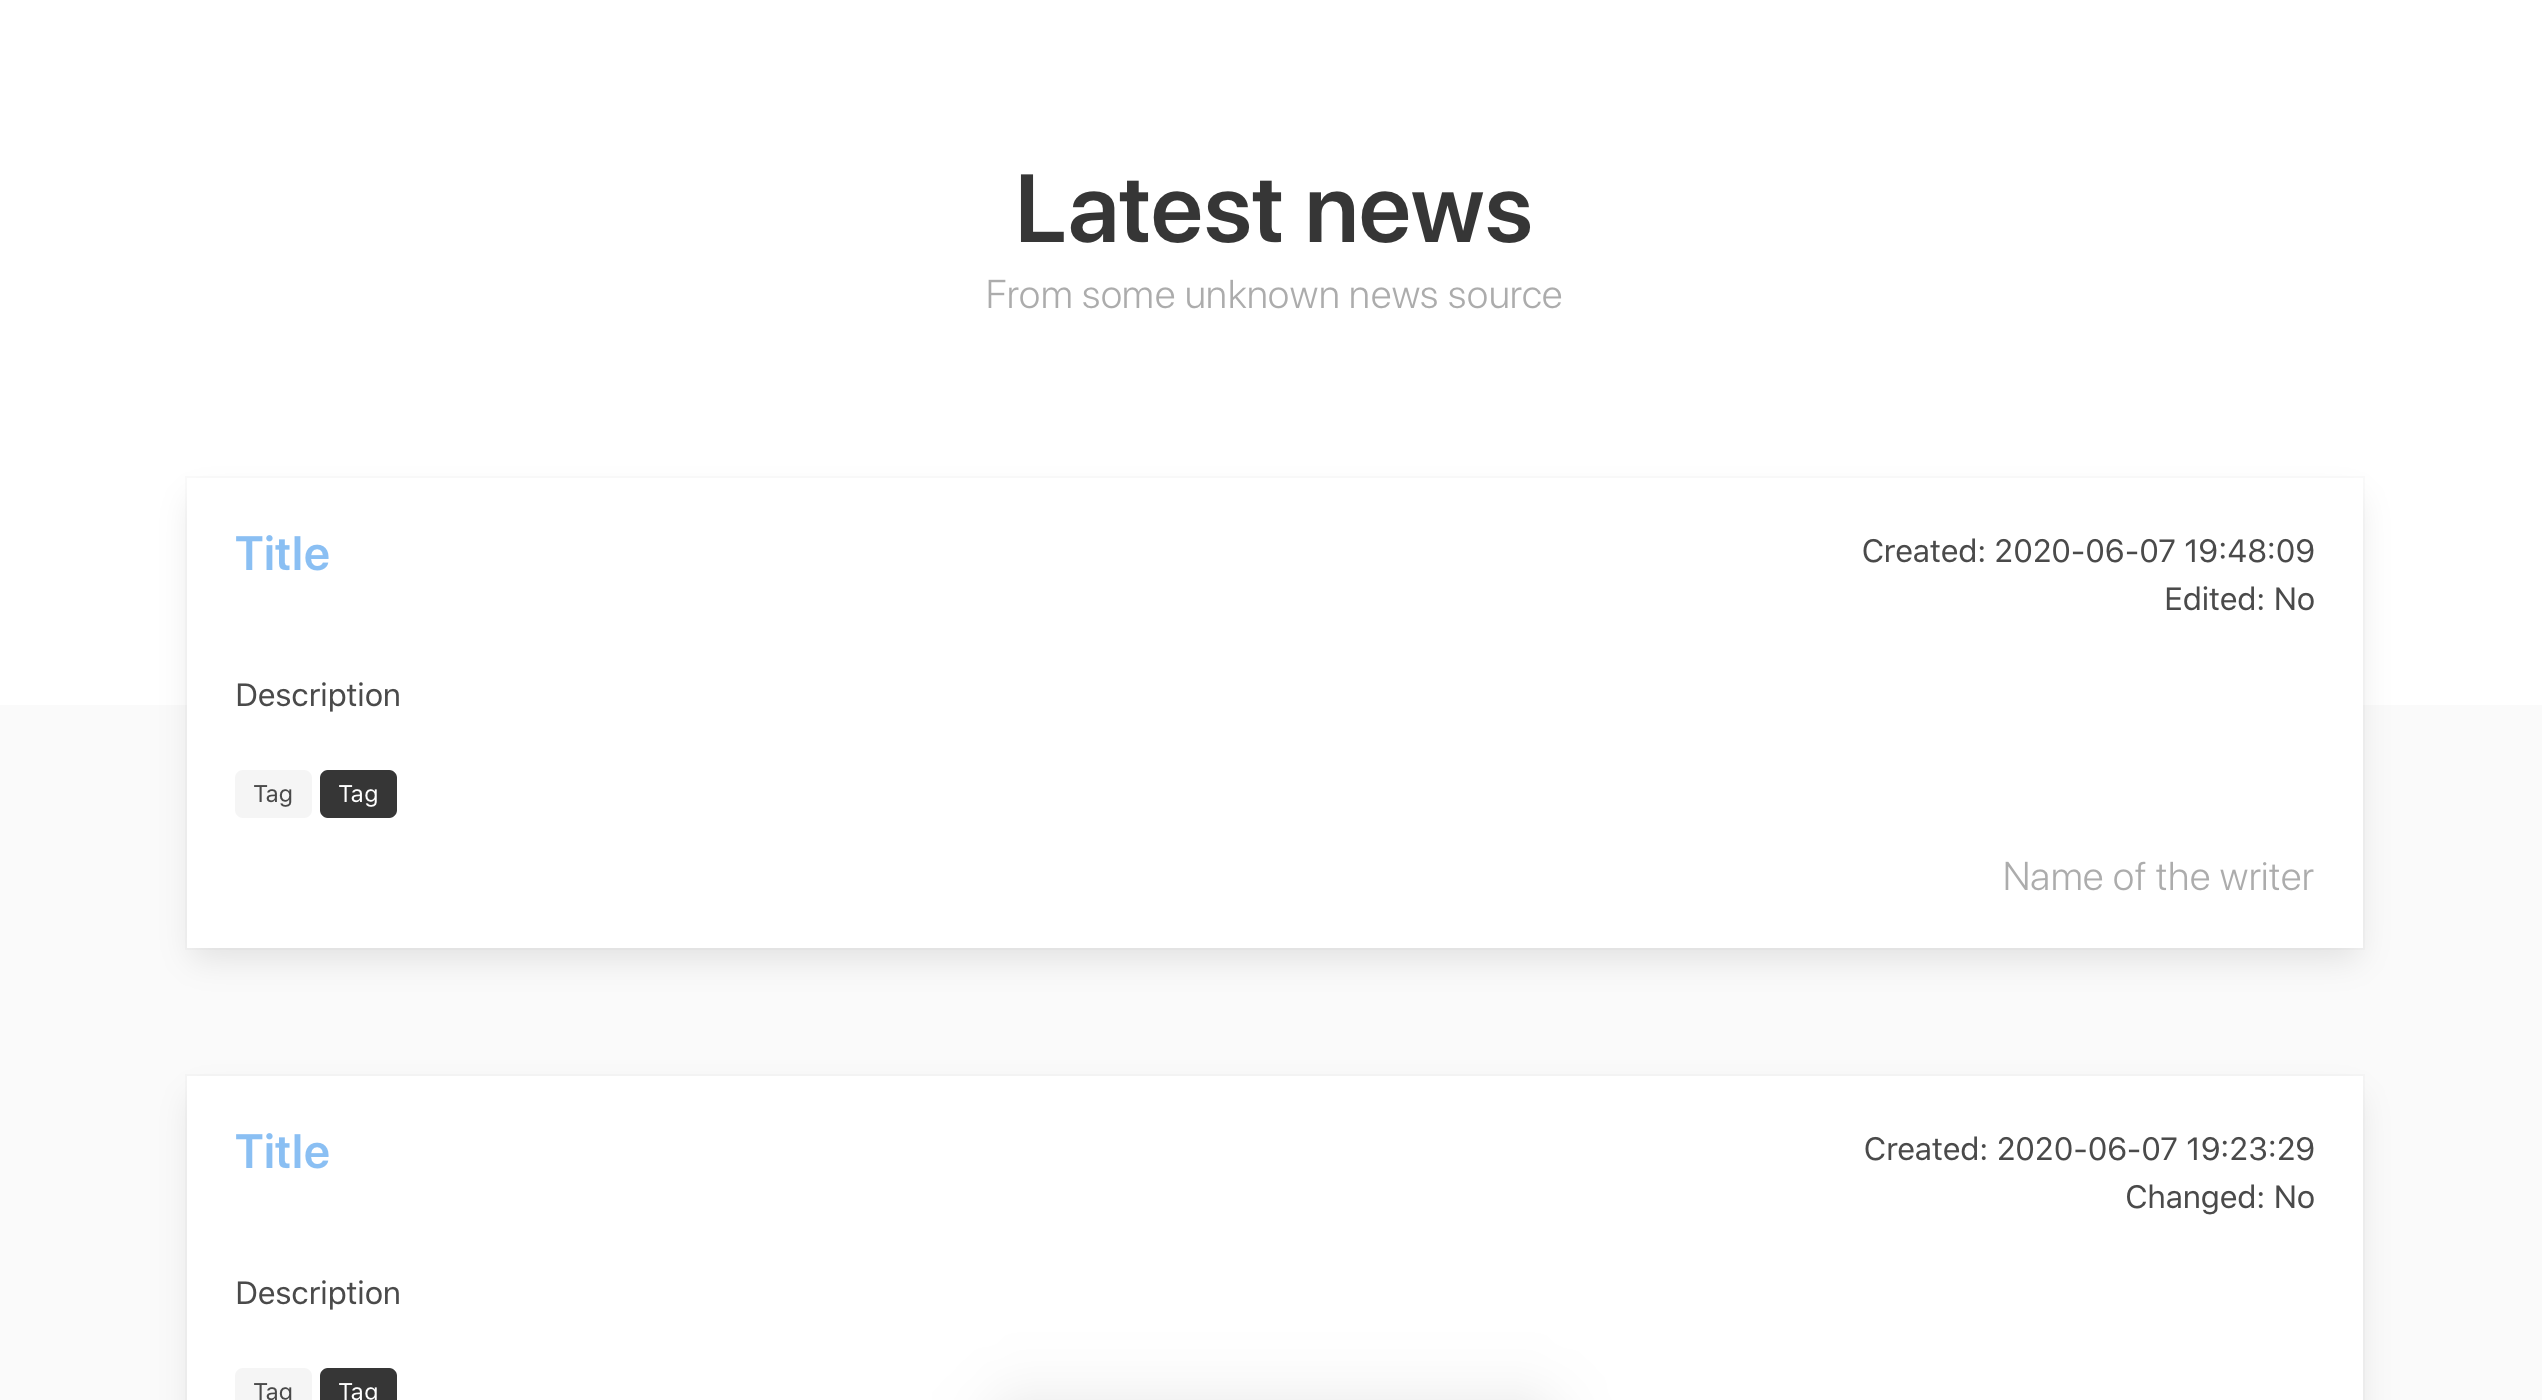 Latest news
From some unknown news source
Title
Created: 2020-06-07 19:48:09
Edited: No
Description
Tag Tag
Name of the writer
Title
Created: 2020-06-07 19:23:29
Changed: No
Description
Tag Tag